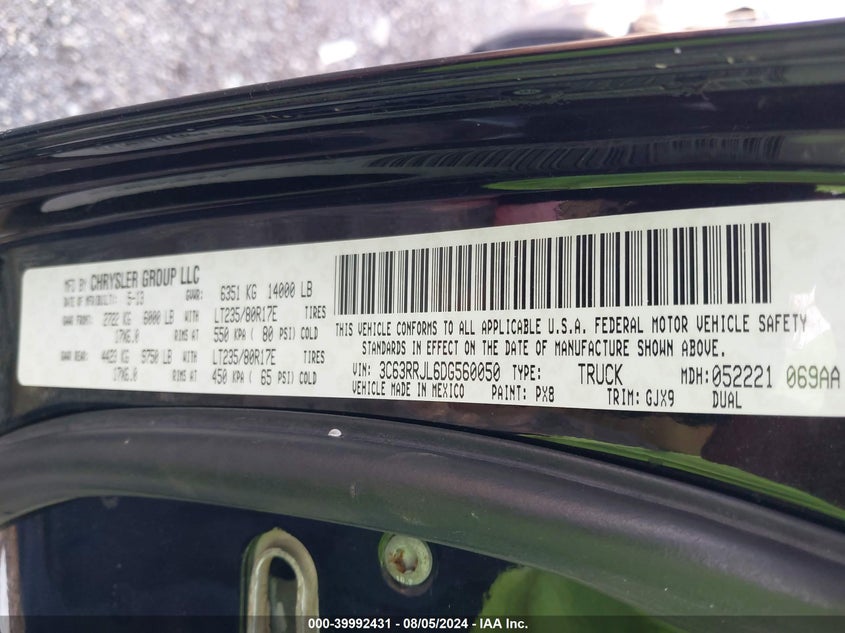 MFD BY CHRYSLER GROUP LLC
DATE OF MFR(BUILT): 5-13 GVWR: 6351 KG 14000 LB
GAWR FRONT: 2722 KG 6000 LB WITH LT235/80R17E TIRES
17X6.0 RIMS AT 550 KPA ( 80 PSI) COLD
GAWR REAR: 4423 KG 9750 LB WITH LT235/80R17E TIRES
17X6.0 RIMS AT 450 KPA ( 65 PSI) COLD
THIS VEHICLE CONFORMS TO ALL APPLICABLE U.S.A. FEDERAL MOTOR VEHICLE SAFETY
STANDARDS IN EFFECT ON THE DATE OF MANUFACTURE SHOWN ABOVE.
VIN: 3C63RRJL6DG560050 TYPE: TRUCK MDH: 052221 069AA
VEHICLE MADE IN MEXICO PAINT: PX8 TRIM: GJX9 DUAL
000-39992431 - 08/05/2024 - IAA Inc.